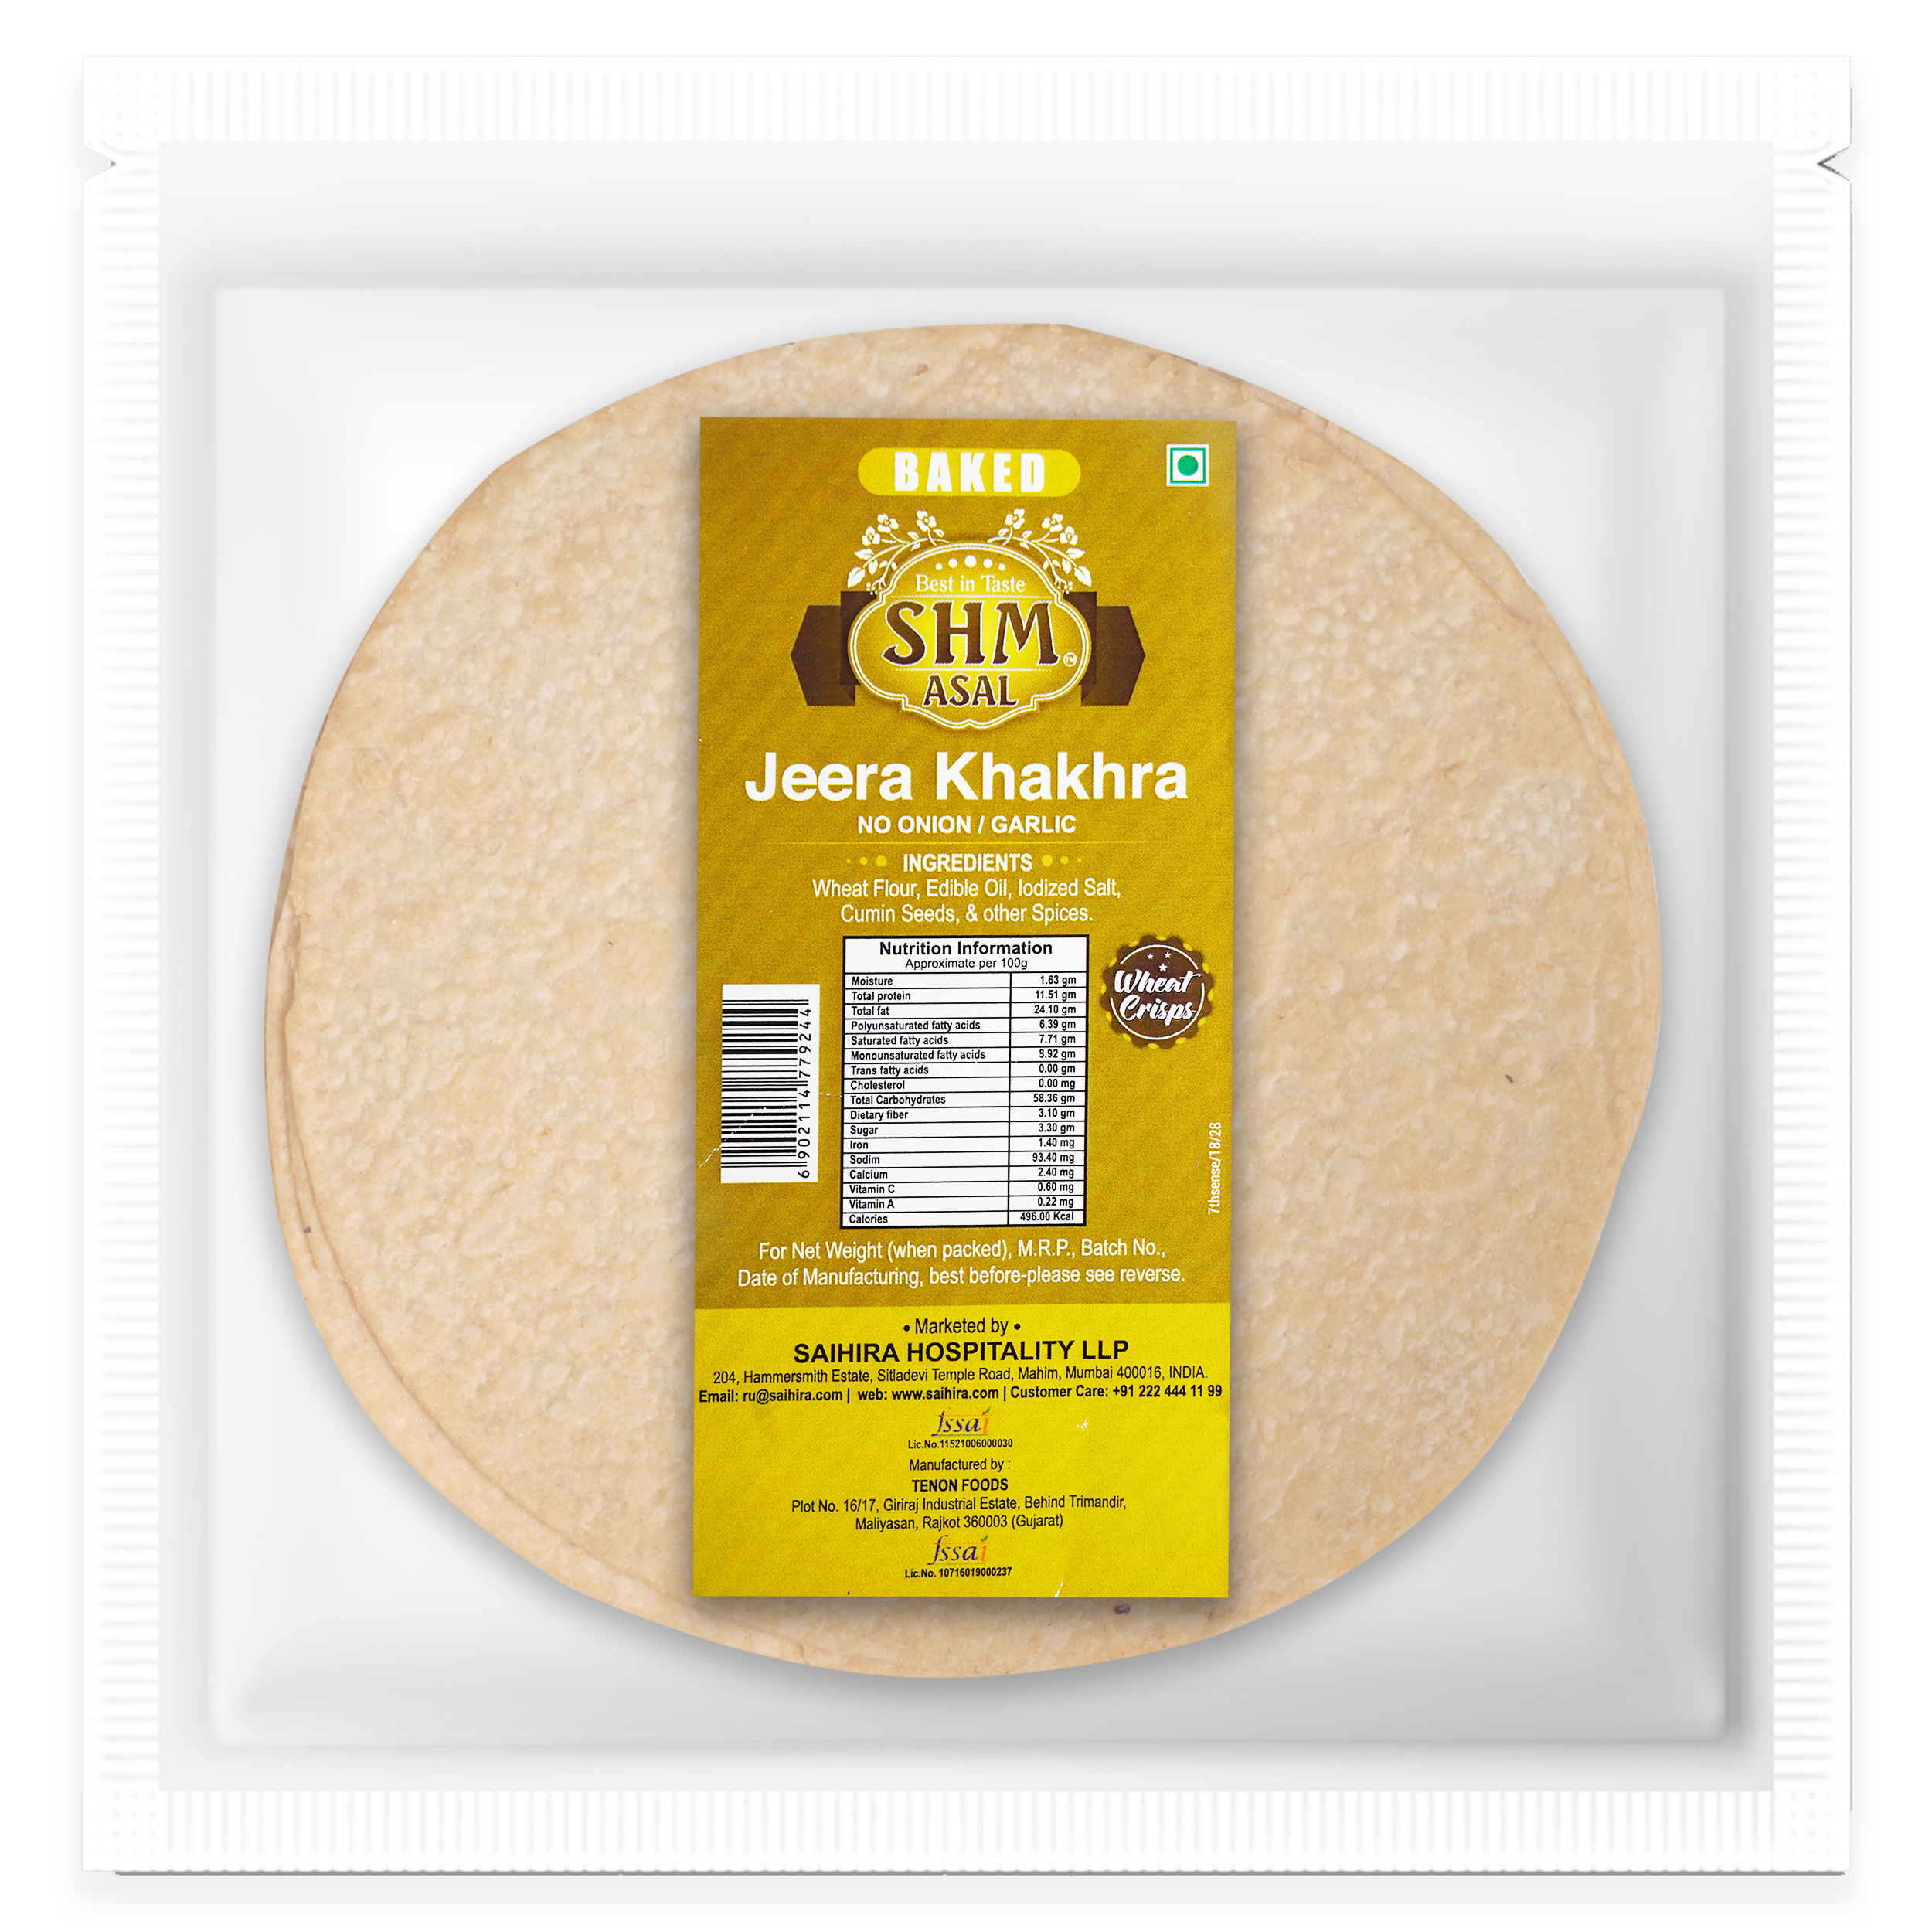 BAKED
Best in Taste
SHM
TM
ASAL
Jeera Khakhra
NO ONION / GARLIC
INGREDIENTS
Wheat Flour, Edible Oil, Iodized Salt,
Cumin Seeds, & other Spices.
Nutrition Information
Approximate per 100g
Moisture 1.63 gm
Total protein 11.51 gm
Total fat 24.10 gm
Polyunsaturated fatty acids 6.39 gm
Saturated fatty acids 7.71 gm
Monounsaturated fatty acids 9.92 gm
Trans fatty acids 0.00 gm
Cholesterol 0.00 mg
Total Carbohydrates 58.36 gm
Dietary fiber 3.10 gm
Sugar 3.30 gm
Iron 1.40 mg
Sodim 93.40 mg
Calcium 2.40 mg
Vitamin C 0.60 mg
Vitamin A 0.22 mg
Calories 496.00 Kcal
6902114779244
Wheat
Crisps
7thsense/18/28
For Net Weight (when packed), M.R.P., Batch No.,
Date of Manufacturing, best before-please see reverse.
• Marketed by •
SAIHIRA HOSPITALITY LLP
204, Hammersmith Estate, Sitladevi Temple Road, Mahim, Mumbai 400016, INDIA.
Email: ru@saihira.com | web: www.saihira.com | Customer Care: +91 222 444 11 99
fssai
Lic.No.11521006000030
Manufactured by :
TENON FOODS
Plot No. 16/17, Giriraj Industrial Estate, Behind Trimandir,
Maliyasan, Rajkot 360003 (Gujarat)
fssai
Lic.No. 10716019000237